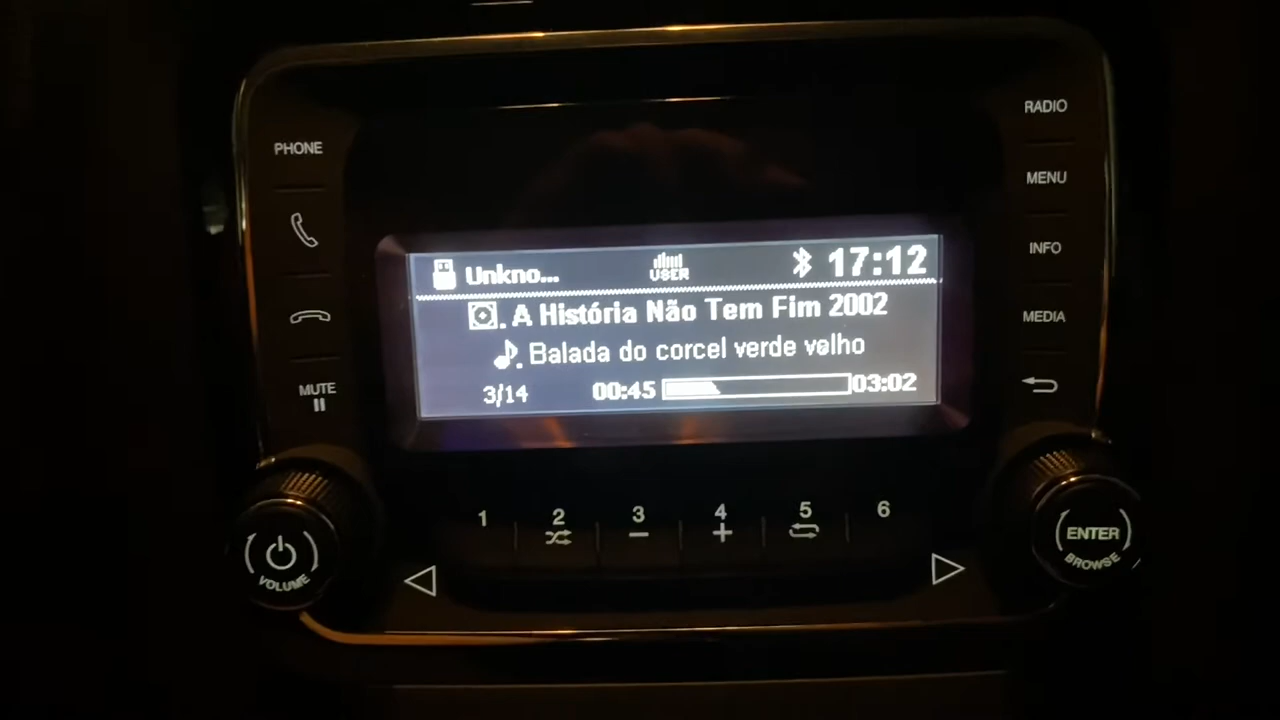 PHONE
MUTE
VOLUME
Unkno...
USER
17:12
A História Não Tem Fim 2002
Balada do corcel verde velho
3/14
00:45
03:02
1
2
3
4
5
6
RADIO
MENU
INFO
MEDIA
ENTER
BROWSE